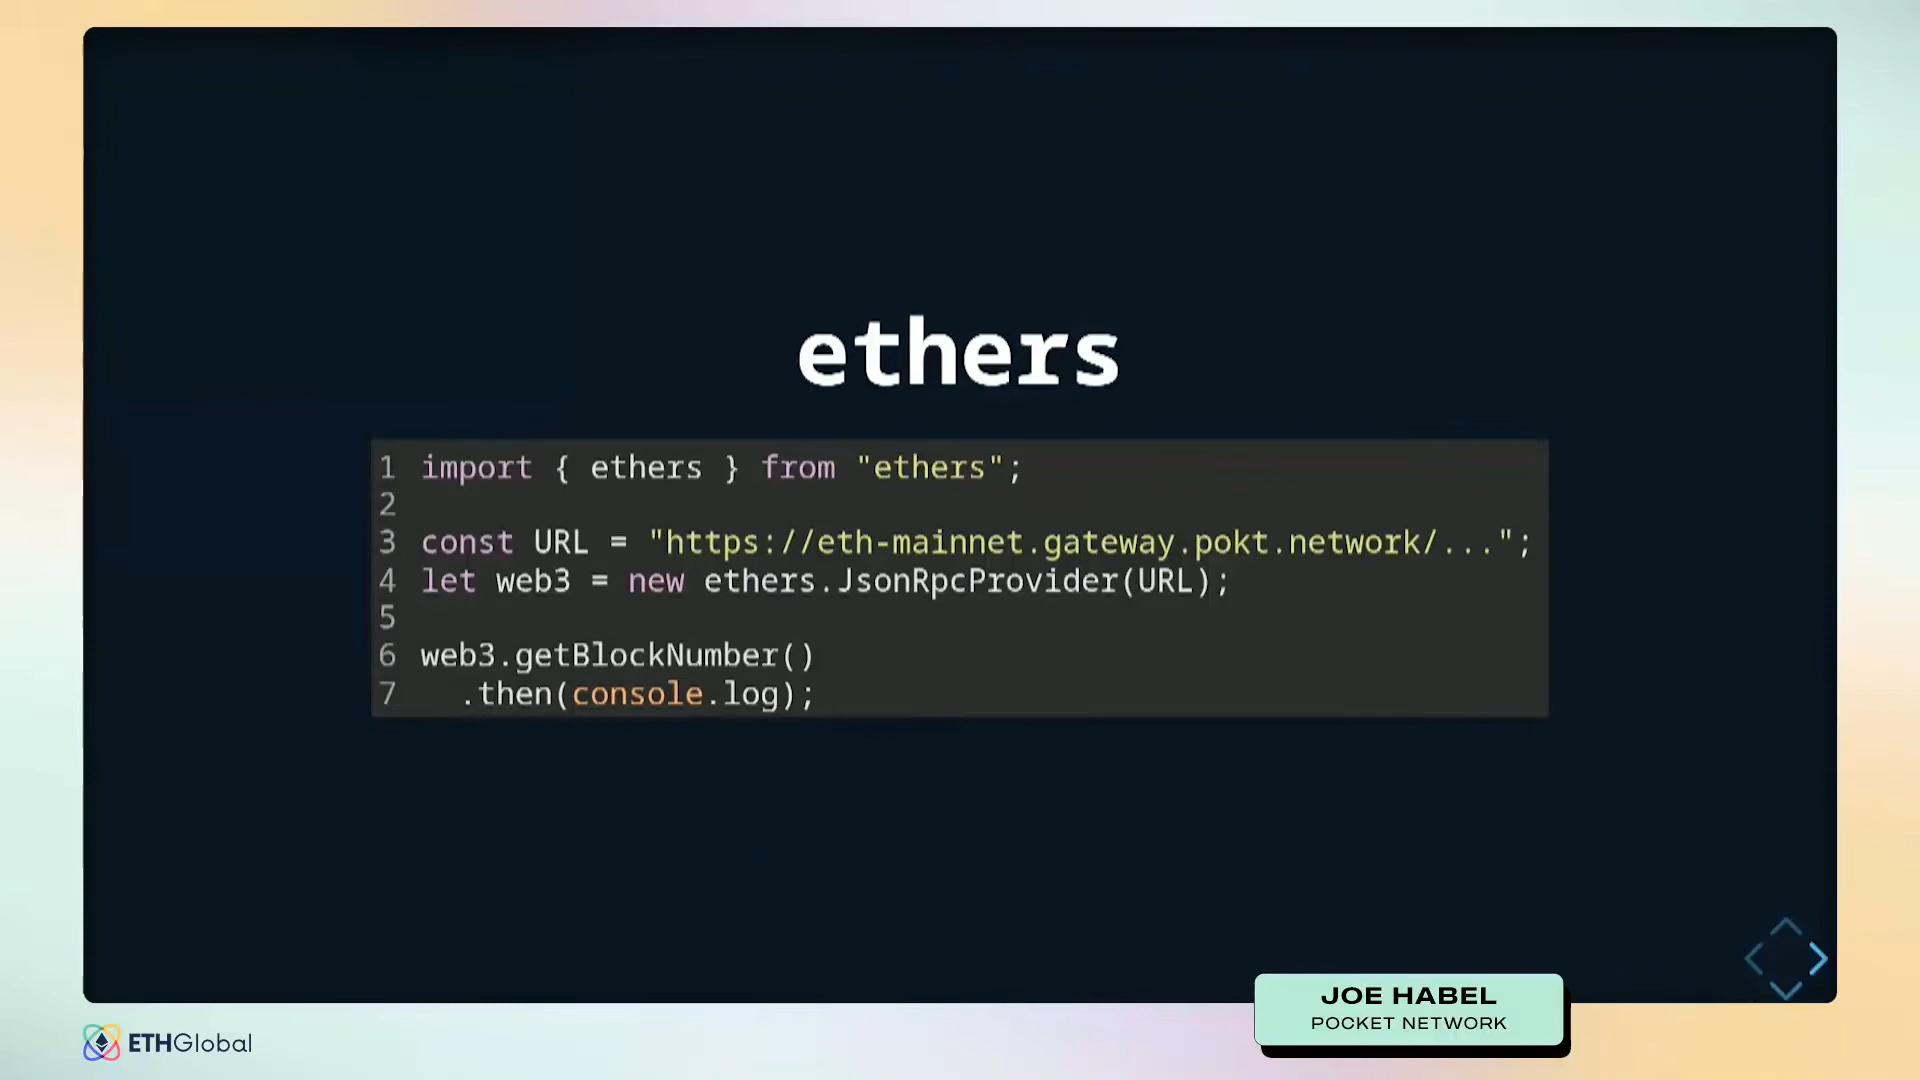 ethers
1 import { ethers } from "ethers";
2
3 const URL = "https://eth-mainnet.gateway.pokt.network/...";
4 let web3 = new ethers.JsonRpcProvider(URL);
5
6 web3.getBlockNumber()
7   .then(console.log);
JOE HABEL
POCKET NETWORK
ETHGlobal